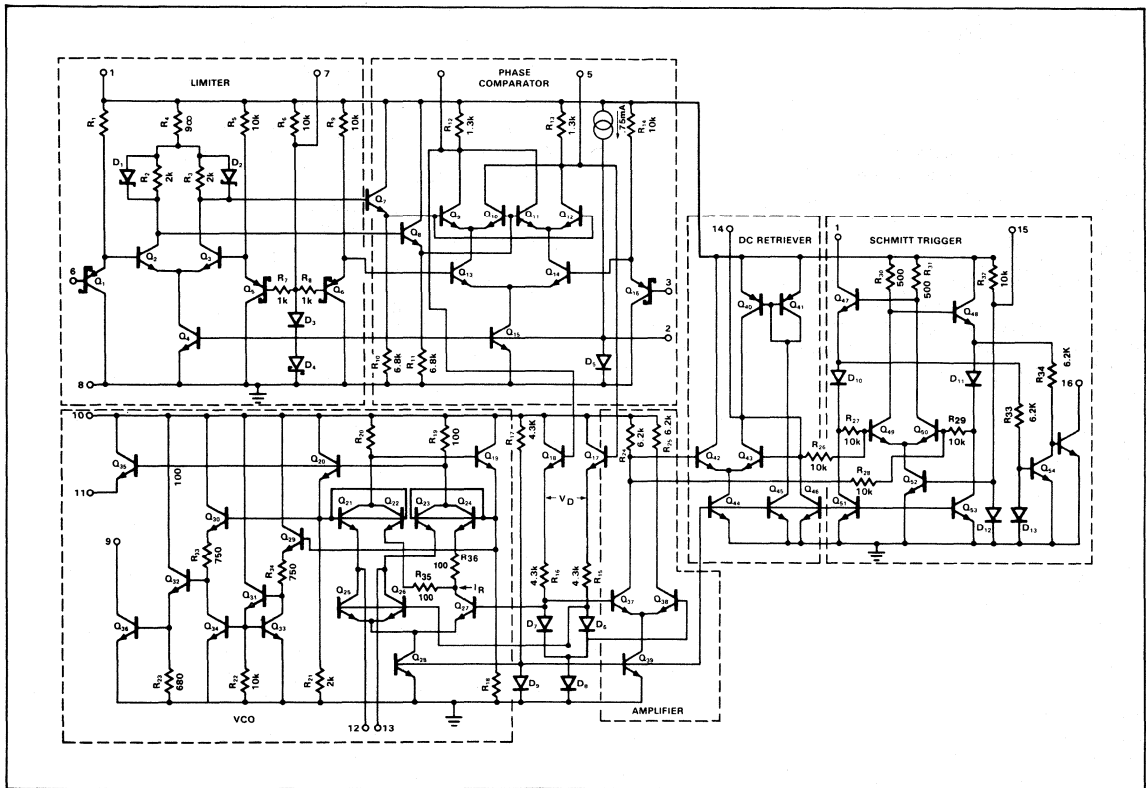 LIMITER
PHASE
COMPARATOR
1
7
5
R1
R4
900
R5
10k
R6
10k
R9
10k
R12
1.3k
R13
1.3k
.75mA
R14
10k
D1
R2
2k
R3
2k
D2
Q7
Q8
Q9
Q10
Q11
Q12
6
Q1
Q2
Q3
Q5
R7
1k
R8
1k
Q6
Q13
Q14
Q16
3
D3
Q4
Q15
2
D4
R10
6.8k
R11
6.8k
D5
8
14
DC RETRIEVER
1
SCHMITT TRIGGER
15
Q40
Q41
Q47
R30
500
R31
500
R32
10k
Q48
D10
D11
R34
6.2K
16
R33
6.2K
R27
10k
Q49
Q50
R29
10k
Q42
Q43
R26
10k
R28
10k
Q52
Q54
Q44
Q45
Q46
Q51
Q53
D12
D13
10
Q35
100
11
R20
R19
100
Q20
Q19
R17
4.3K
Q18
Q17
R24
6.2k
R25
6.2k
VD
Q21
Q22
Q23
Q24
Q30
Q29
9
R33
750
R34
750
R36
100
R35
100
IR
Q32
Q31
Q25
Q26
Q27
R16
4.3k
R15
4.3k
Q37
Q38
D7
D6
Q36
Q34
Q33
Q28
Q39
R23
680
R22
10k
R21
2k
R18
D9
D8
VCO
12
13
AMPLIFIER